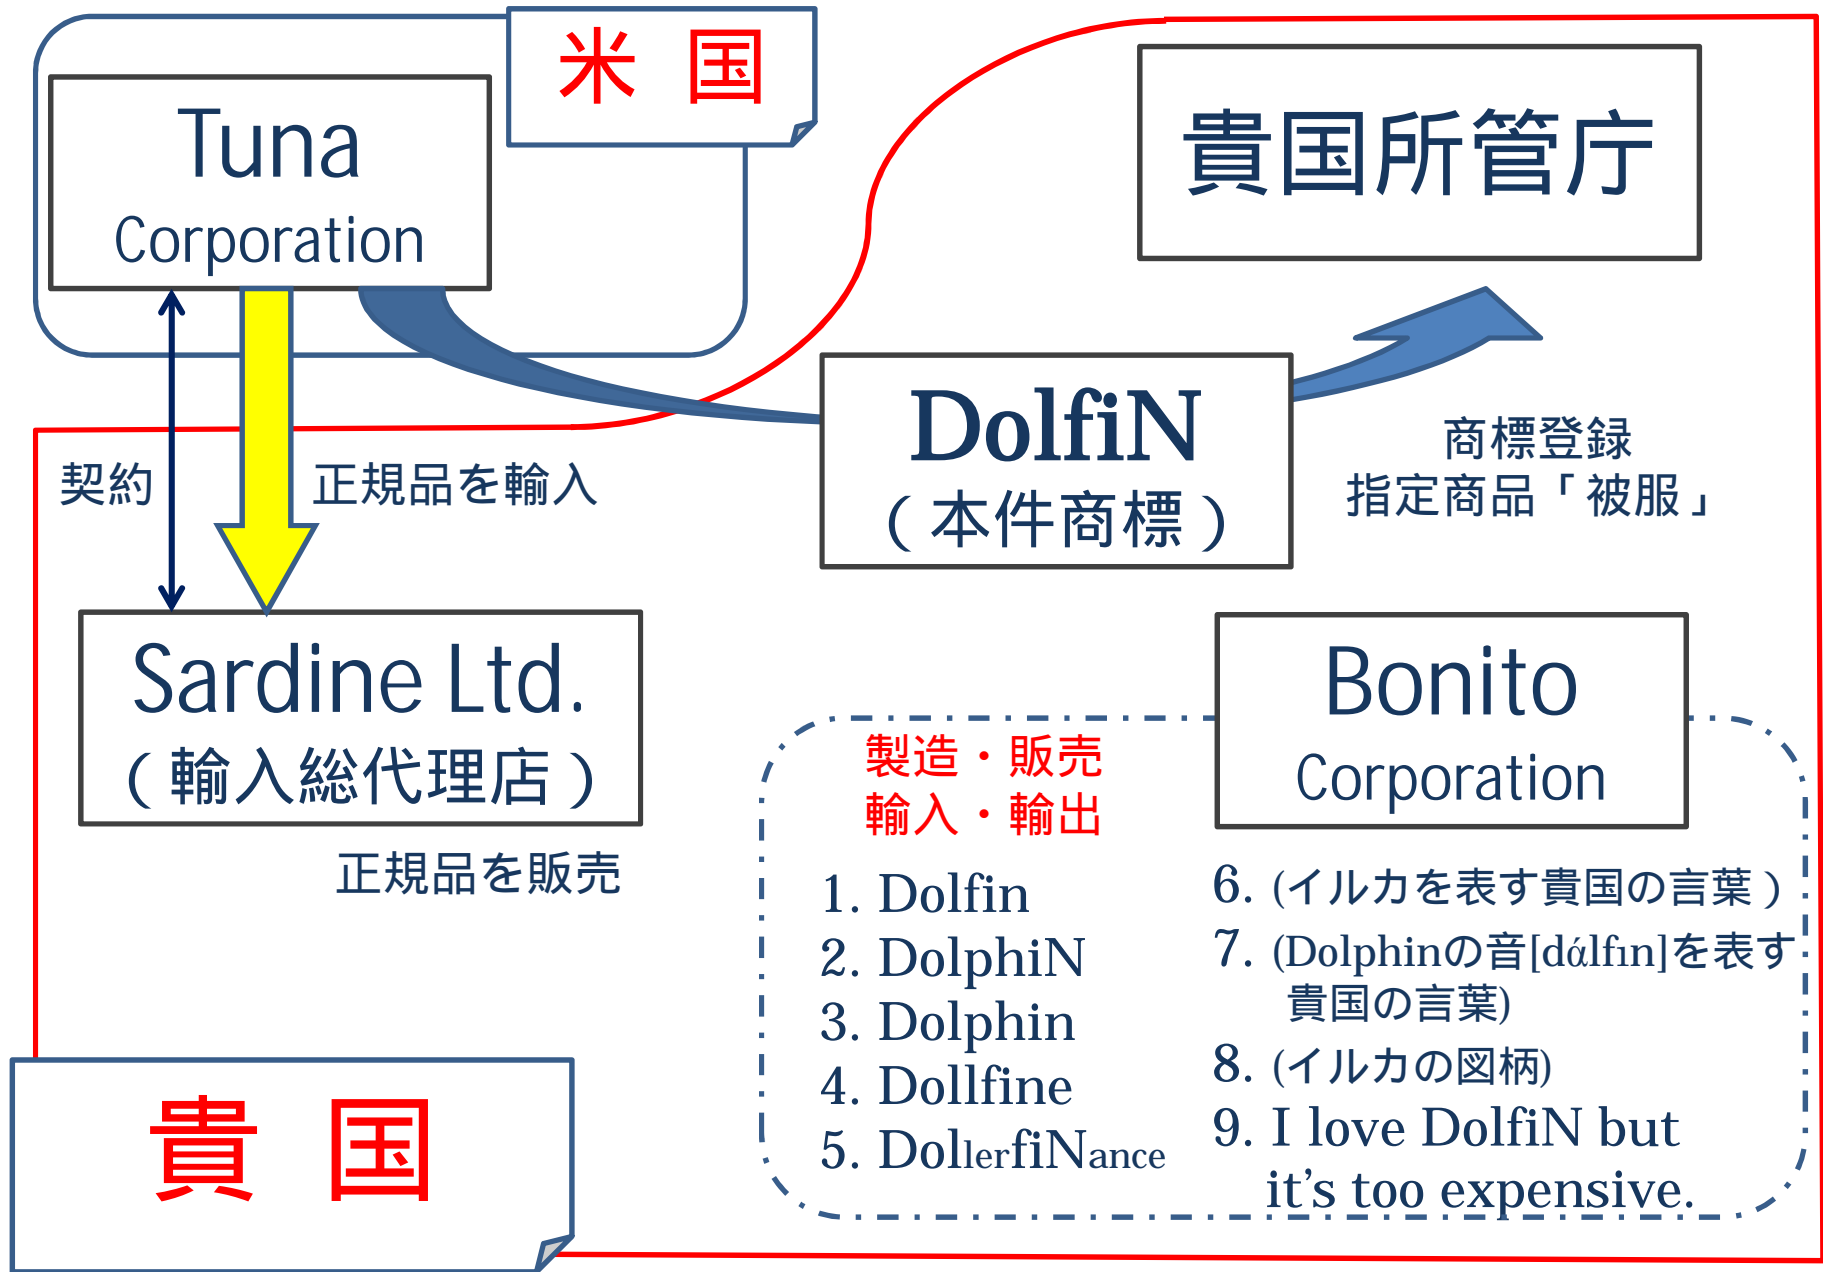 米 国
Tuna
Corporation
貴国所管庁
DolfiN
(本件商標)
商標登録
指定商品「被服」
契約
正規品を輸入
Sardine Ltd.
(輸入総代理店)
正規品を販売
Bonito
Corporation
製造・販売
輸入・輸出
1. Dolfin
2. DolphiN
3. Dolphin
4. Dollfine
5. DollerfiNance
6. (イルカを表す貴国の言葉)
7. (Dolphinの音[dάlfın]を表す
貴国の言葉)
8. (イルカの図柄)
9. I love DolfiN but
it’s too expensive.
貴 国